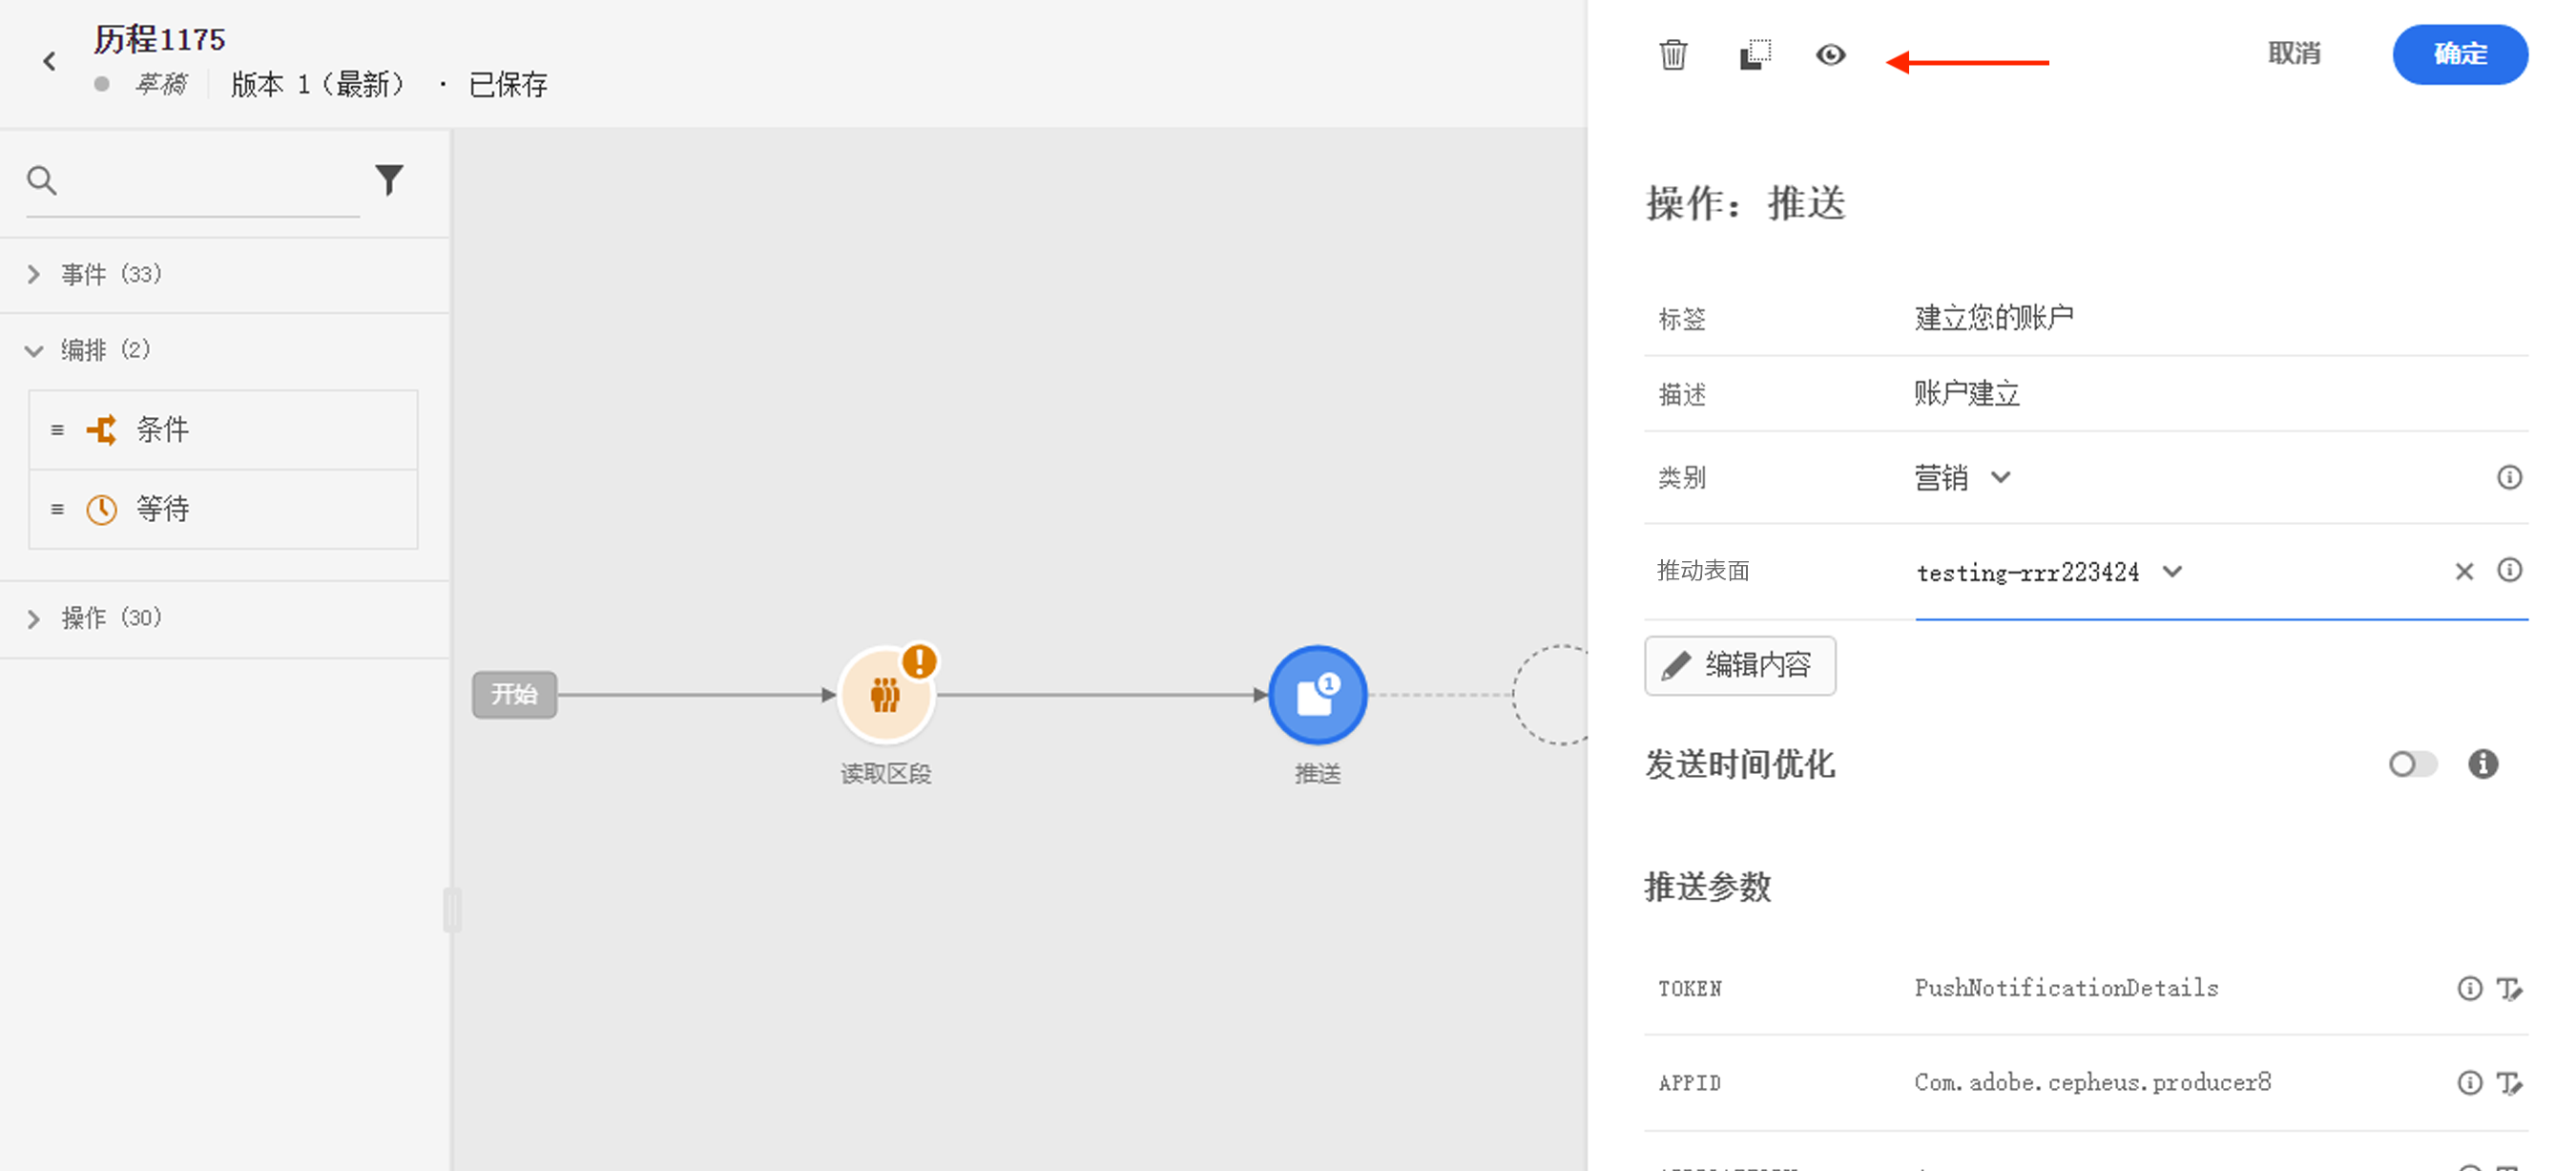 历程1175
草稿 版本 1（最新） · 已保存
事件 (33)
编排 (2)
条件
等待
操作 (30)
开始
读取区段
1
推送
取消
确定
操作：推送
标签 建立您的账户
描述 账户建立
类别 营销
推动表面 testing-rrr223424
编辑内容
发送时间优化
推送参数
TOKEN PushNotificationDetails
APPID Com.adobe.cepheus.producer8